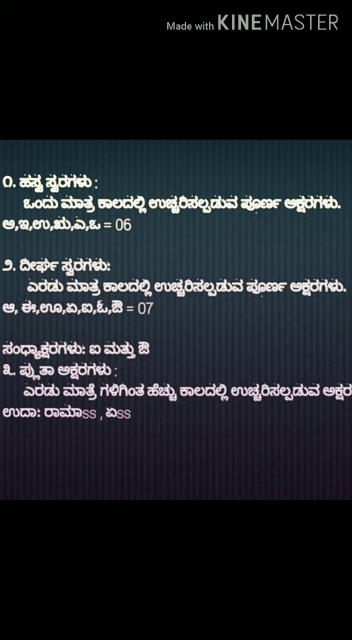 Made with KINEMASTER
೧. ಹ್ರಸ್ವ ಸ್ವರಗಳು :
ಒಂದು ಮಾತ್ರ ಕಾಲದಲ್ಲಿ ಉಚ್ಚರಿಸಲ್ಪಡುವ ಪೂರ್ಣ ಅಕ್ಷರಗಳು.
ಅ,ಇ,ಉ,ಋ,ಎ,ಒ = 06
೨. ದೀರ್ಘ ಸ್ವರಗಳು:
ಎರಡು ಮಾತ್ರ ಕಾಲದಲ್ಲಿ ಉಚ್ಚರಿಸಲ್ಪಡುವ ಪೂರ್ಣ ಅಕ್ಷರಗಳು.
ಆ, ಈ,ಊ,ಏ,ಐ,ಓ,ಔ = 07
ಸಂಧ್ಯಾಕ್ಷರಗಳು: ಐ ಮತ್ತು ಔ
೩. ಪ್ಲುತಾ ಅಕ್ಷರಗಳು :
ಎರಡು ಮಾತ್ರೆ ಗಳಿಗಿಂತ ಹೆಚ್ಚು ಕಾಲದಲ್ಲಿ ಉಚ್ಚರಿಸಲ್ಪಡುವ ಅಕ್ಷರ
ಉದಾ: ರಾಮಾss , ಏss